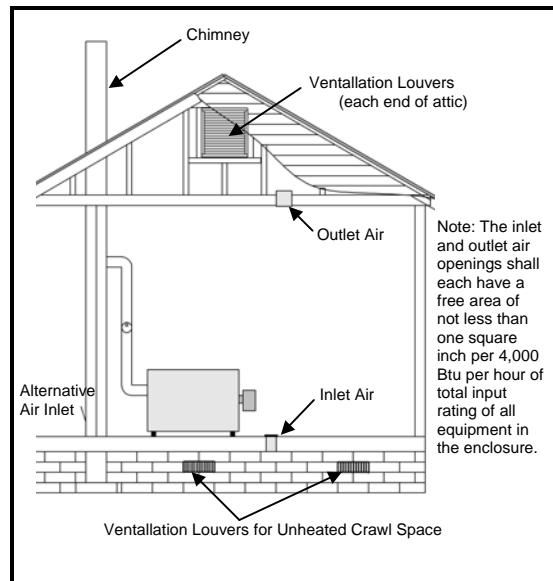 Chimney
Ventallation Louvers
(each end of attic)
Outlet Air
Note: The inlet
and outlet air
openings shall
each have a
free area of
not less than
one square
inch per 4,000
Btu per hour of
total input
rating of all
equipment in
the enclosure.
Alternative
Air Inlet
Inlet Air
Ventallation Louvers for Unheated Crawl Space